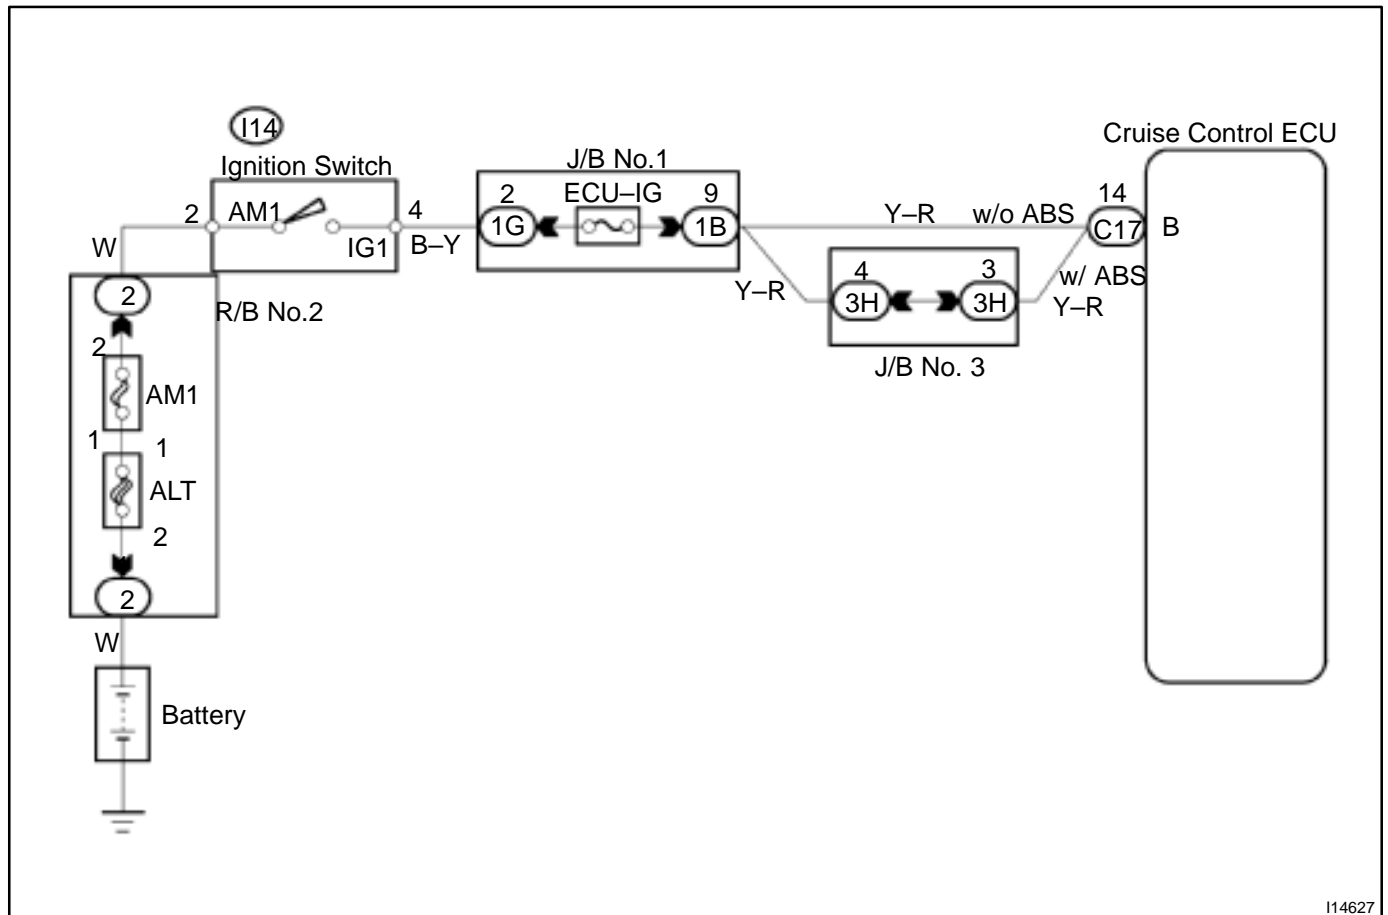 Cruise Control ECU
I14
Ignition Switch
J/B No.1
2
AM1
4
IG1
B–Y
2
ECU–IG
9
1G
1B
Y–R
w/o ABS
14
C17
B
W
2
R/B No.2
Y–R
4
3
3H
3H
w/ ABS
Y–R
J/B No. 3
2
AM1
1
1
ALT
2
2
W
Battery
I14627